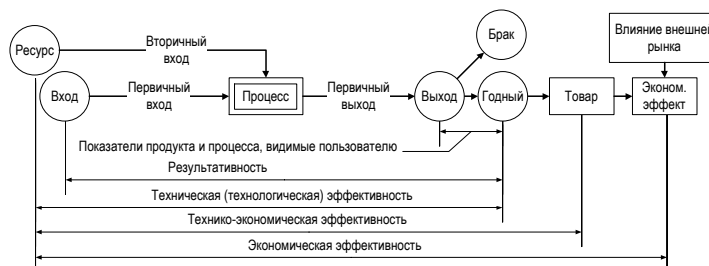 Ресурс
Вторичный
вход
Брак
Влияние внешнего
рынка
Вход
Первичный
вход
Процесс
Первичный
выход
Выход
Годный
Товар
Эконом.
эффект
Показатели продукта и процесса, видимые пользователю
Результативность
Техническая (технологическая) эффективность
Технико-экономическая эффективность
Экономическая эффективность